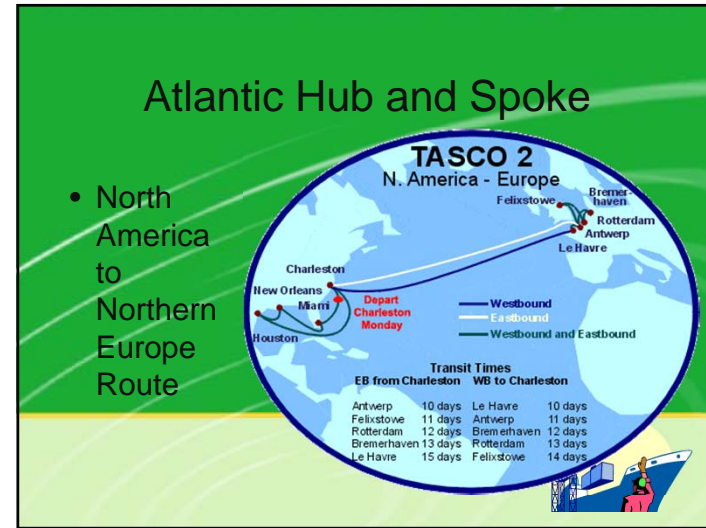 Atlantic Hub and Spoke
• North
America
to
Northern
Europe
Route
TASCO 2
N. America - Europe
Felixstowe
Bremer-
haven
Rotterdam
Antwerp
Le Havre
Charleston
New Orleans
Miami
Houston
Depart
Charleston
Monday
Westbound
Eastbound
Westbound and Eastbound
Transit Times
EB from Charleston WB to Charleston
Antwerp 10 days Le Havre 10 days
Felixstowe 11 days Antwerp 11 days
Rotterdam 12 days Bremerhaven 12 days
Bremerhaven 13 days Rotterdam 13 days
Le Havre 15 days Felixstowe 14 days